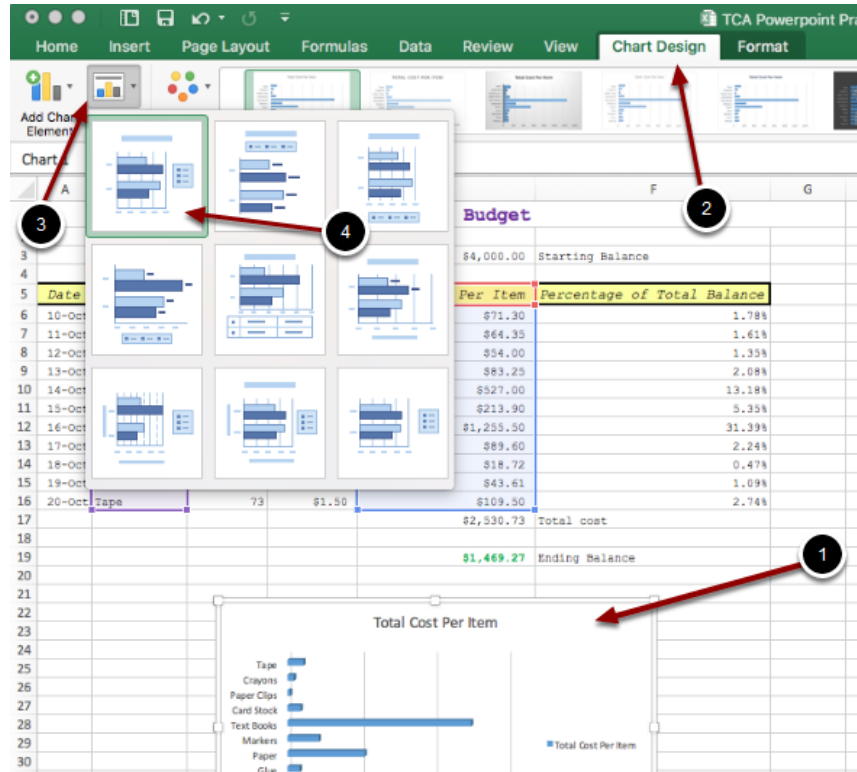 TCA Powerpoint Pra
Home Insert Page Layout Formulas Data Review View Chart Design Format
Add Chart
Element
3
4
2
A F G
Budget
3 $4,000.00 Starting Balance
4
5 Date Per Item Percentage of Total Balance
6 10-Oct $71.30 1.78%
7 11-Oct $64.35 1.61%
8 12-Oct $54.00 1.35%
9 13-Oct $83.25 2.08%
10 14-Oct $527.00 13.18%
11 15-Oct $213.90 5.35%
12 16-Oct $1,255.50 31.39%
13 17-Oct $89.60 2.24%
14 18-Oct $18.72 0.47%
15 19-Oct $43.61 1.09%
16 20-Oct Tape 73 $1.50 $109.50 2.74%
17 $2,530.73 Total cost
18
19 $1,469.27 Ending Balance
1
20
21
22
23
24
25
26
27
28
29
30
Total Cost Per Item
Tape
Crayons
Paper Clips
Card Stock
Text Books
Markers
Paper
Glue
Total Cost Per Item